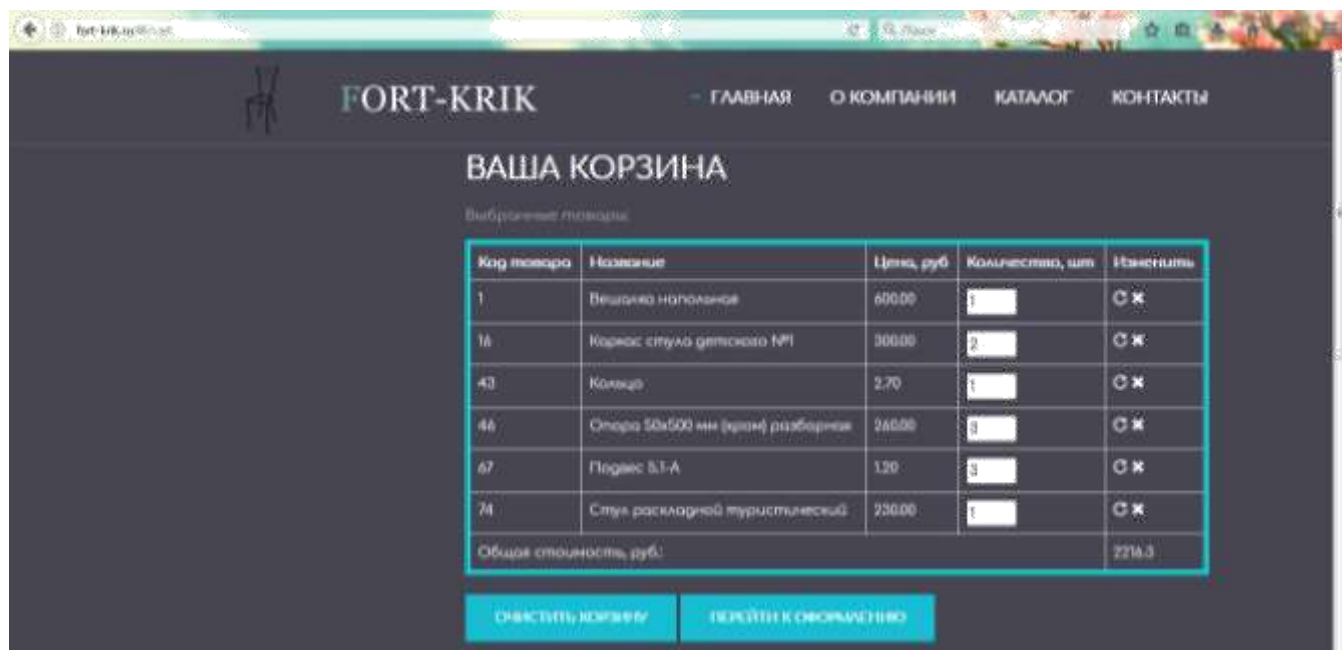 FORT-KRIK
ГЛАВНАЯ О КОМПАНИИ КАТАЛОГ КОНТАКТЫ
ВАША КОРЗИНА
Выбранные товары:
Код товара Название Цена, руб Количество, шт Изменить
1 Вешалка напольная 600.00 1
16 Каркас стула детского №1 300.00 2
43 Кольцо 2.70 1
46 Опора 50х500 мм (хром) разборная 260.00 3
67 Подвес 5.1-А 1.20 3
74 Стул раскладной туристический 230.00 1
Общая стоимость, руб.: 2216.3
ОЧИСТИТЬ КОРЗИНУ ПЕРЕЙТИ К ОФОРМЛЕНИЮ